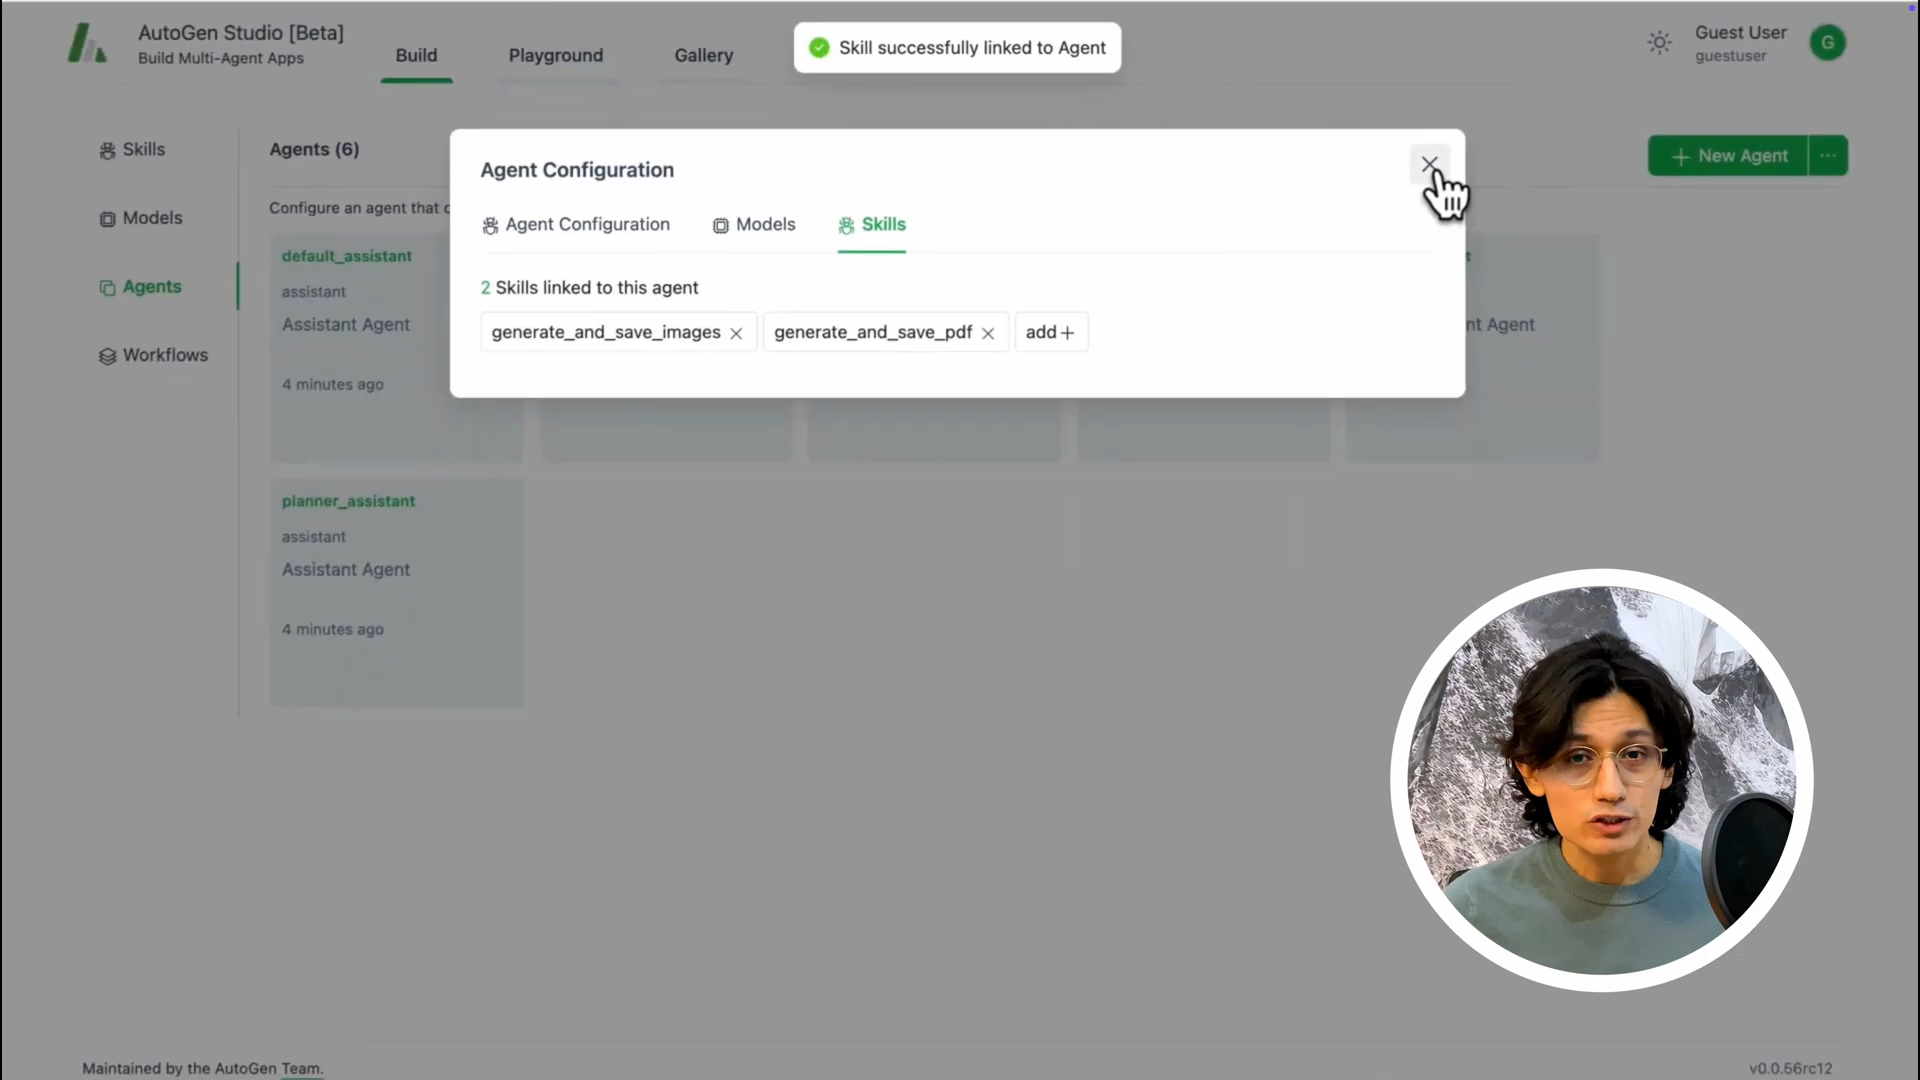 AutoGen Studio [Beta]
Build Multi-Agent Apps
Build
Playground
Gallery
Skill successfully linked to Agent
Guest User
guestuser
G
Skills
Models
Agents
Workflows
Agents (6)
New Agent
Configure an agent that c
Agent Configuration
Agent Configuration
Models
Skills
2 Skills linked to this agent
generate_and_save_images
generate_and_save_pdf
add+
default_assistant
assistant
Assistant Agent
4 minutes ago
t
nt Agent
planner_assistant
assistant
Assistant Agent
4 minutes ago
Maintained by the AutoGen Team.
v0.0.56rc12